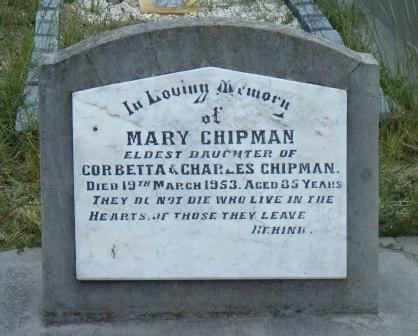 In Loving Memory
of
MARY CHIPMAN
ELDEST DAUGHTER OF
CORBETTA & CHARLES CHIPMAN.
DIED 19TH MARCH 1953. AGED 85 YEARS
THEY DO NOT DIE WHO LIVE IN THE
HEARTS, OF THOSE THEY LEAVE
BEHIND.